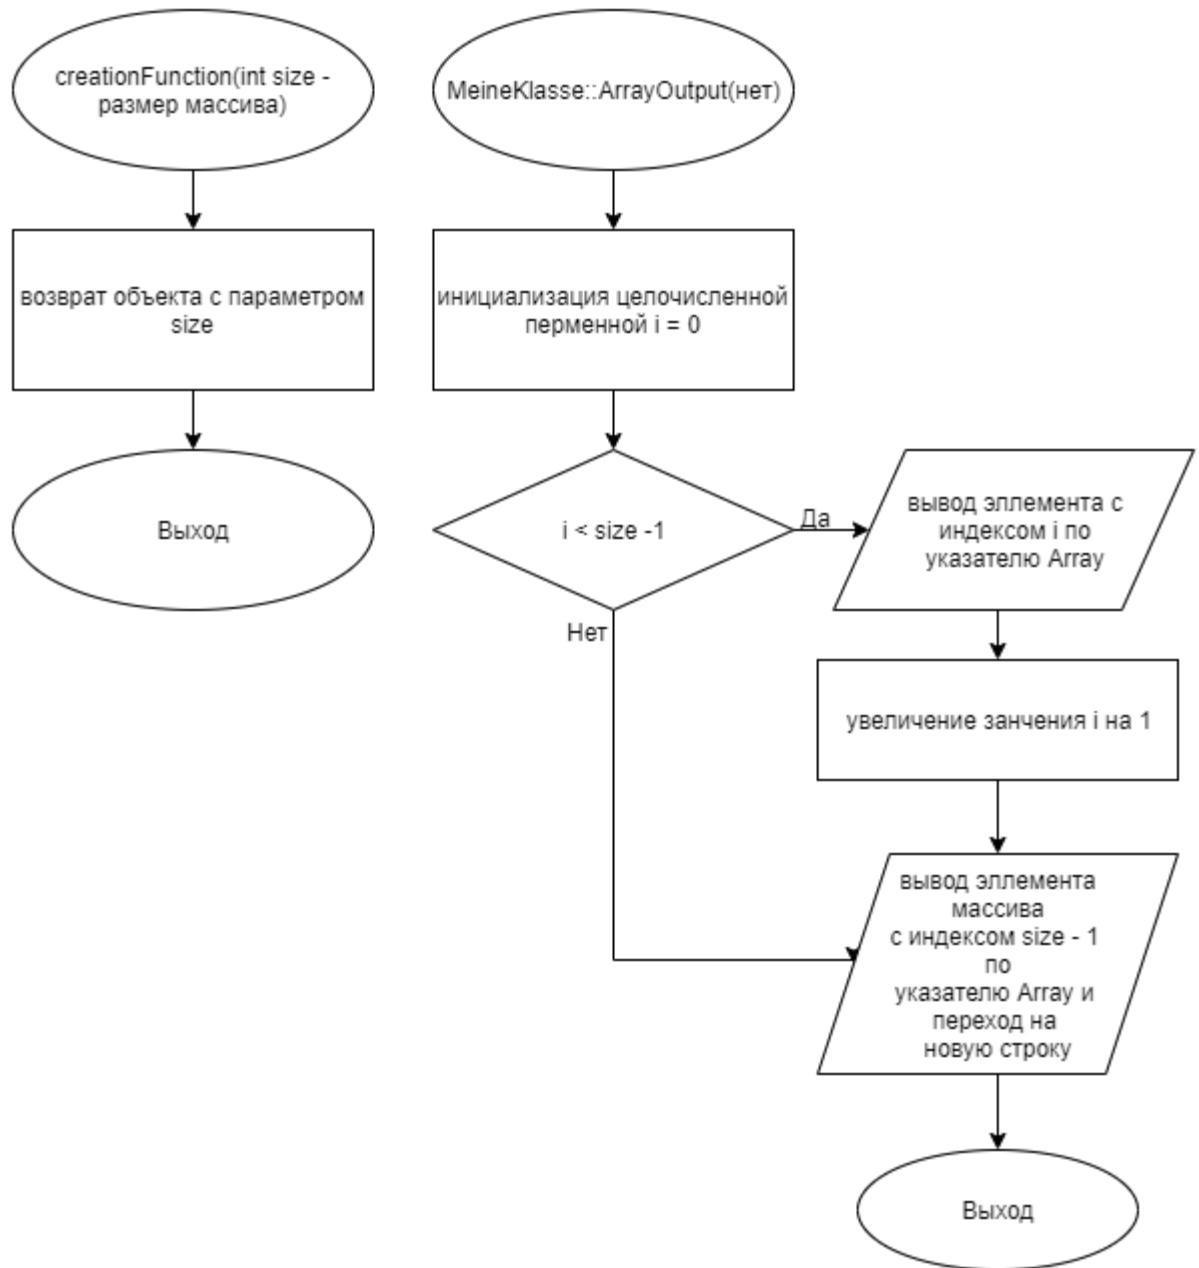 creationFunction(int size -
размер массива)
возврат объекта с параметром
size
Выход
MeineKlasse::ArrayOutput(нет)
инициализация целочисленной
перменной i = 0
i < size -1
Да
Нет
вывод эллемента с
индексом i по
указателю Array
увеличение занчения i на 1
вывод эллемента
массива
с индексом size - 1
по
указателю Array и
переход на
новую строку
Выход